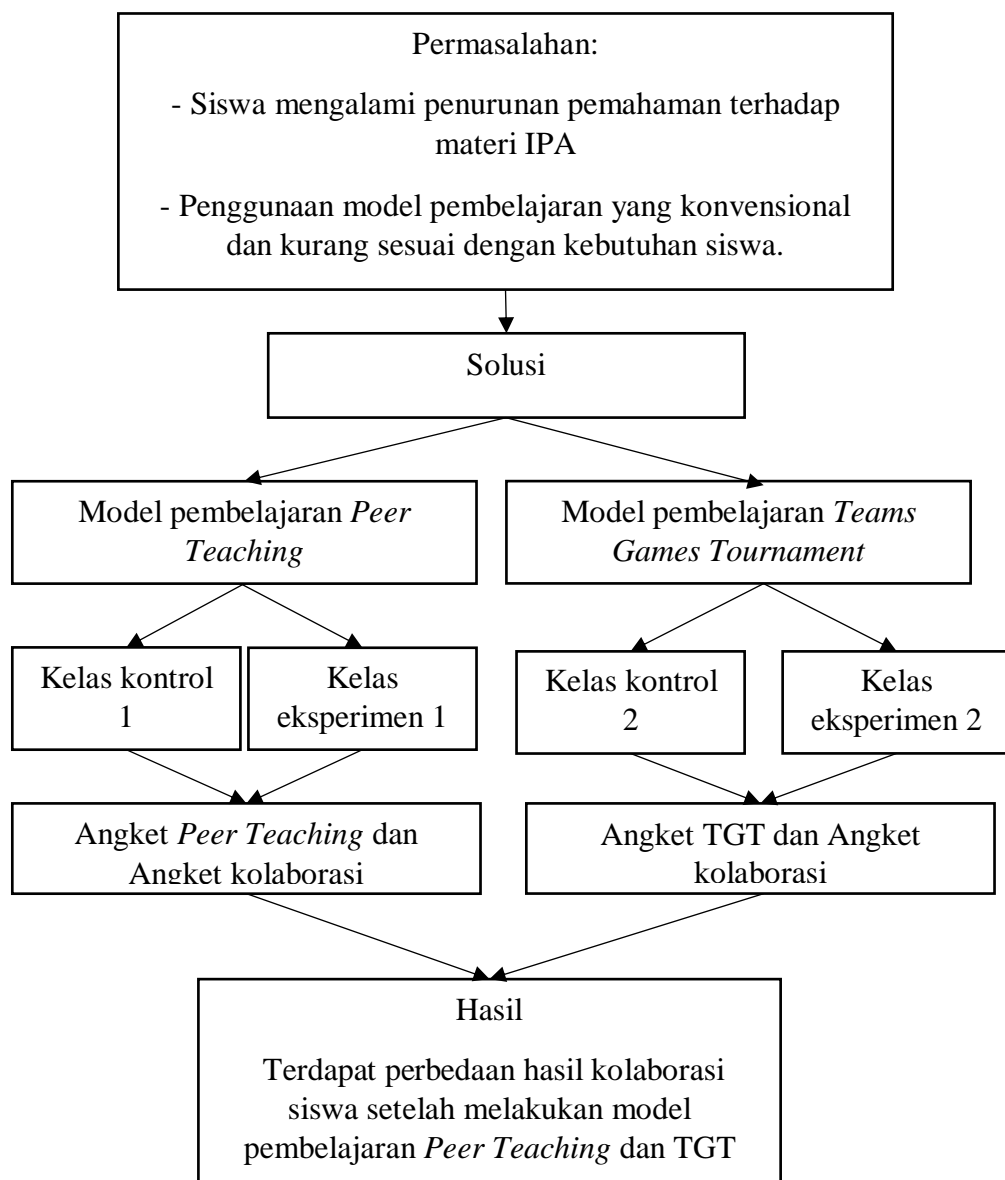 Permasalahan:
- Siswa mengalami penurunan pemahaman terhadap
materi IPA
- Penggunaan model pembelajaran yang konvensional
dan kurang sesuai dengan kebutuhan siswa.
Solusi
Model pembelajaran Peer
Teaching
Model pembelajaran Teams
Games Tournament
Kelas kontrol
1
Kelas
eksperimen 1
Kelas kontrol
2
Kelas
eksperimen 2
Angket Peer Teaching dan
Angket kolaborasi
Angket TGT dan Angket
kolaborasi
Hasil
Terdapat perbedaan hasil kolaborasi
siswa setelah melakukan model
pembelajaran Peer Teaching dan TGT